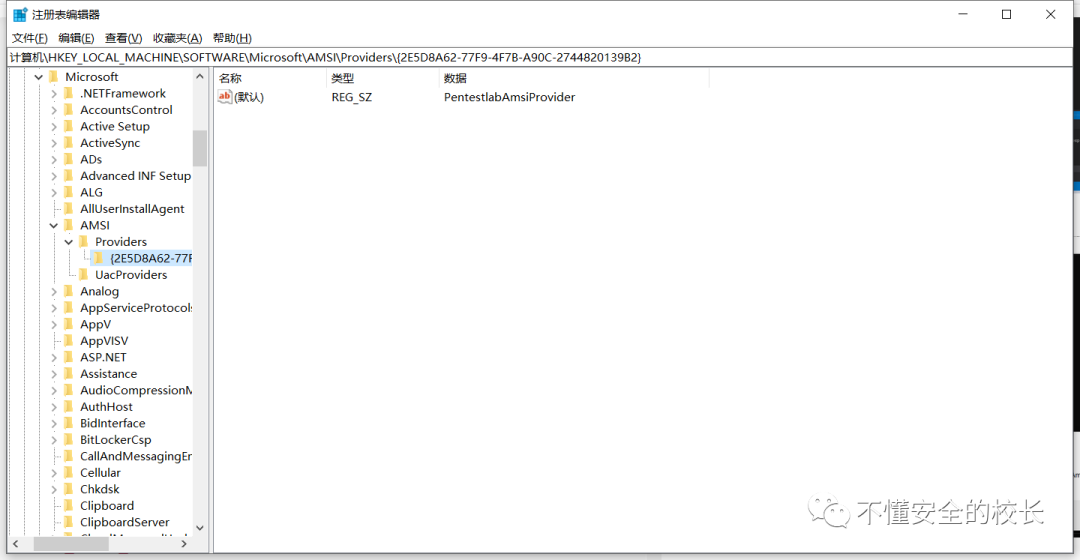 注册表编辑器
文件(F) 编辑(E) 查看(V) 收藏夹(A) 帮助(H)
计算机\HKEY_LOCAL_MACHINE\SOFTWARE\Microsoft\AMSI\Providers\{2E5D8A62-77F9-4F7B-A90C-2744820139B2}
Microsoft
.NETFramework
AccountsControl
Active Setup
ActiveSync
ADs
Advanced INF Setup
ALG
AllUserInstallAgent
AMSI
Providers
{2E5D8A62-77F
UacProviders
Analog
AppServiceProtocols
AppV
AppVISV
ASP.NET
Assistance
AudioCompressionM
AuthHost
BidInterface
BitLockerCsp
CallAndMessagingEn
Cellular
Chkdsk
Clipboard
ClipboardServer
名称 类型 数据
ab (默认) REG_SZ PentestlabAmsiProvider
不懂安全的校长